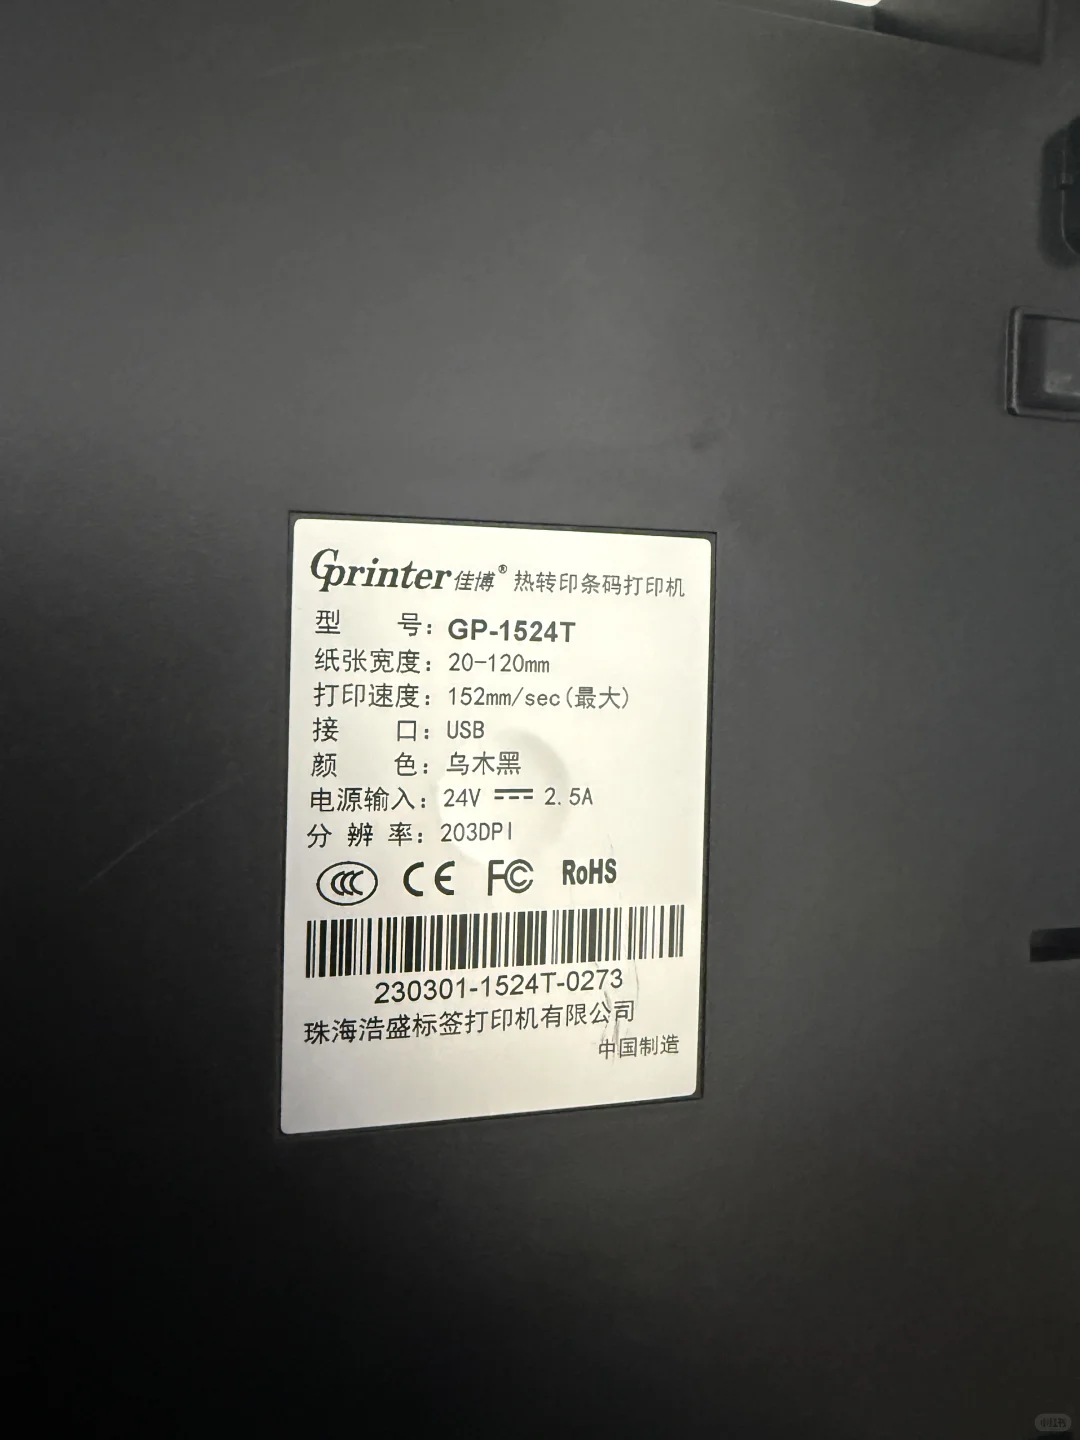 Gprinter佳博® 热转印条码打印机
型 号：GP-1524T
纸张宽度：20-120mm
打印速度：152mm/sec(最大)
接 口：USB
颜 色：乌木黑
电源输入：24V 2.5A
分 辨 率：203DPI
CCC CE FC RoHS
230301-1524T-0273
珠海浩盛标签打印机有限公司
中国制造
小红书